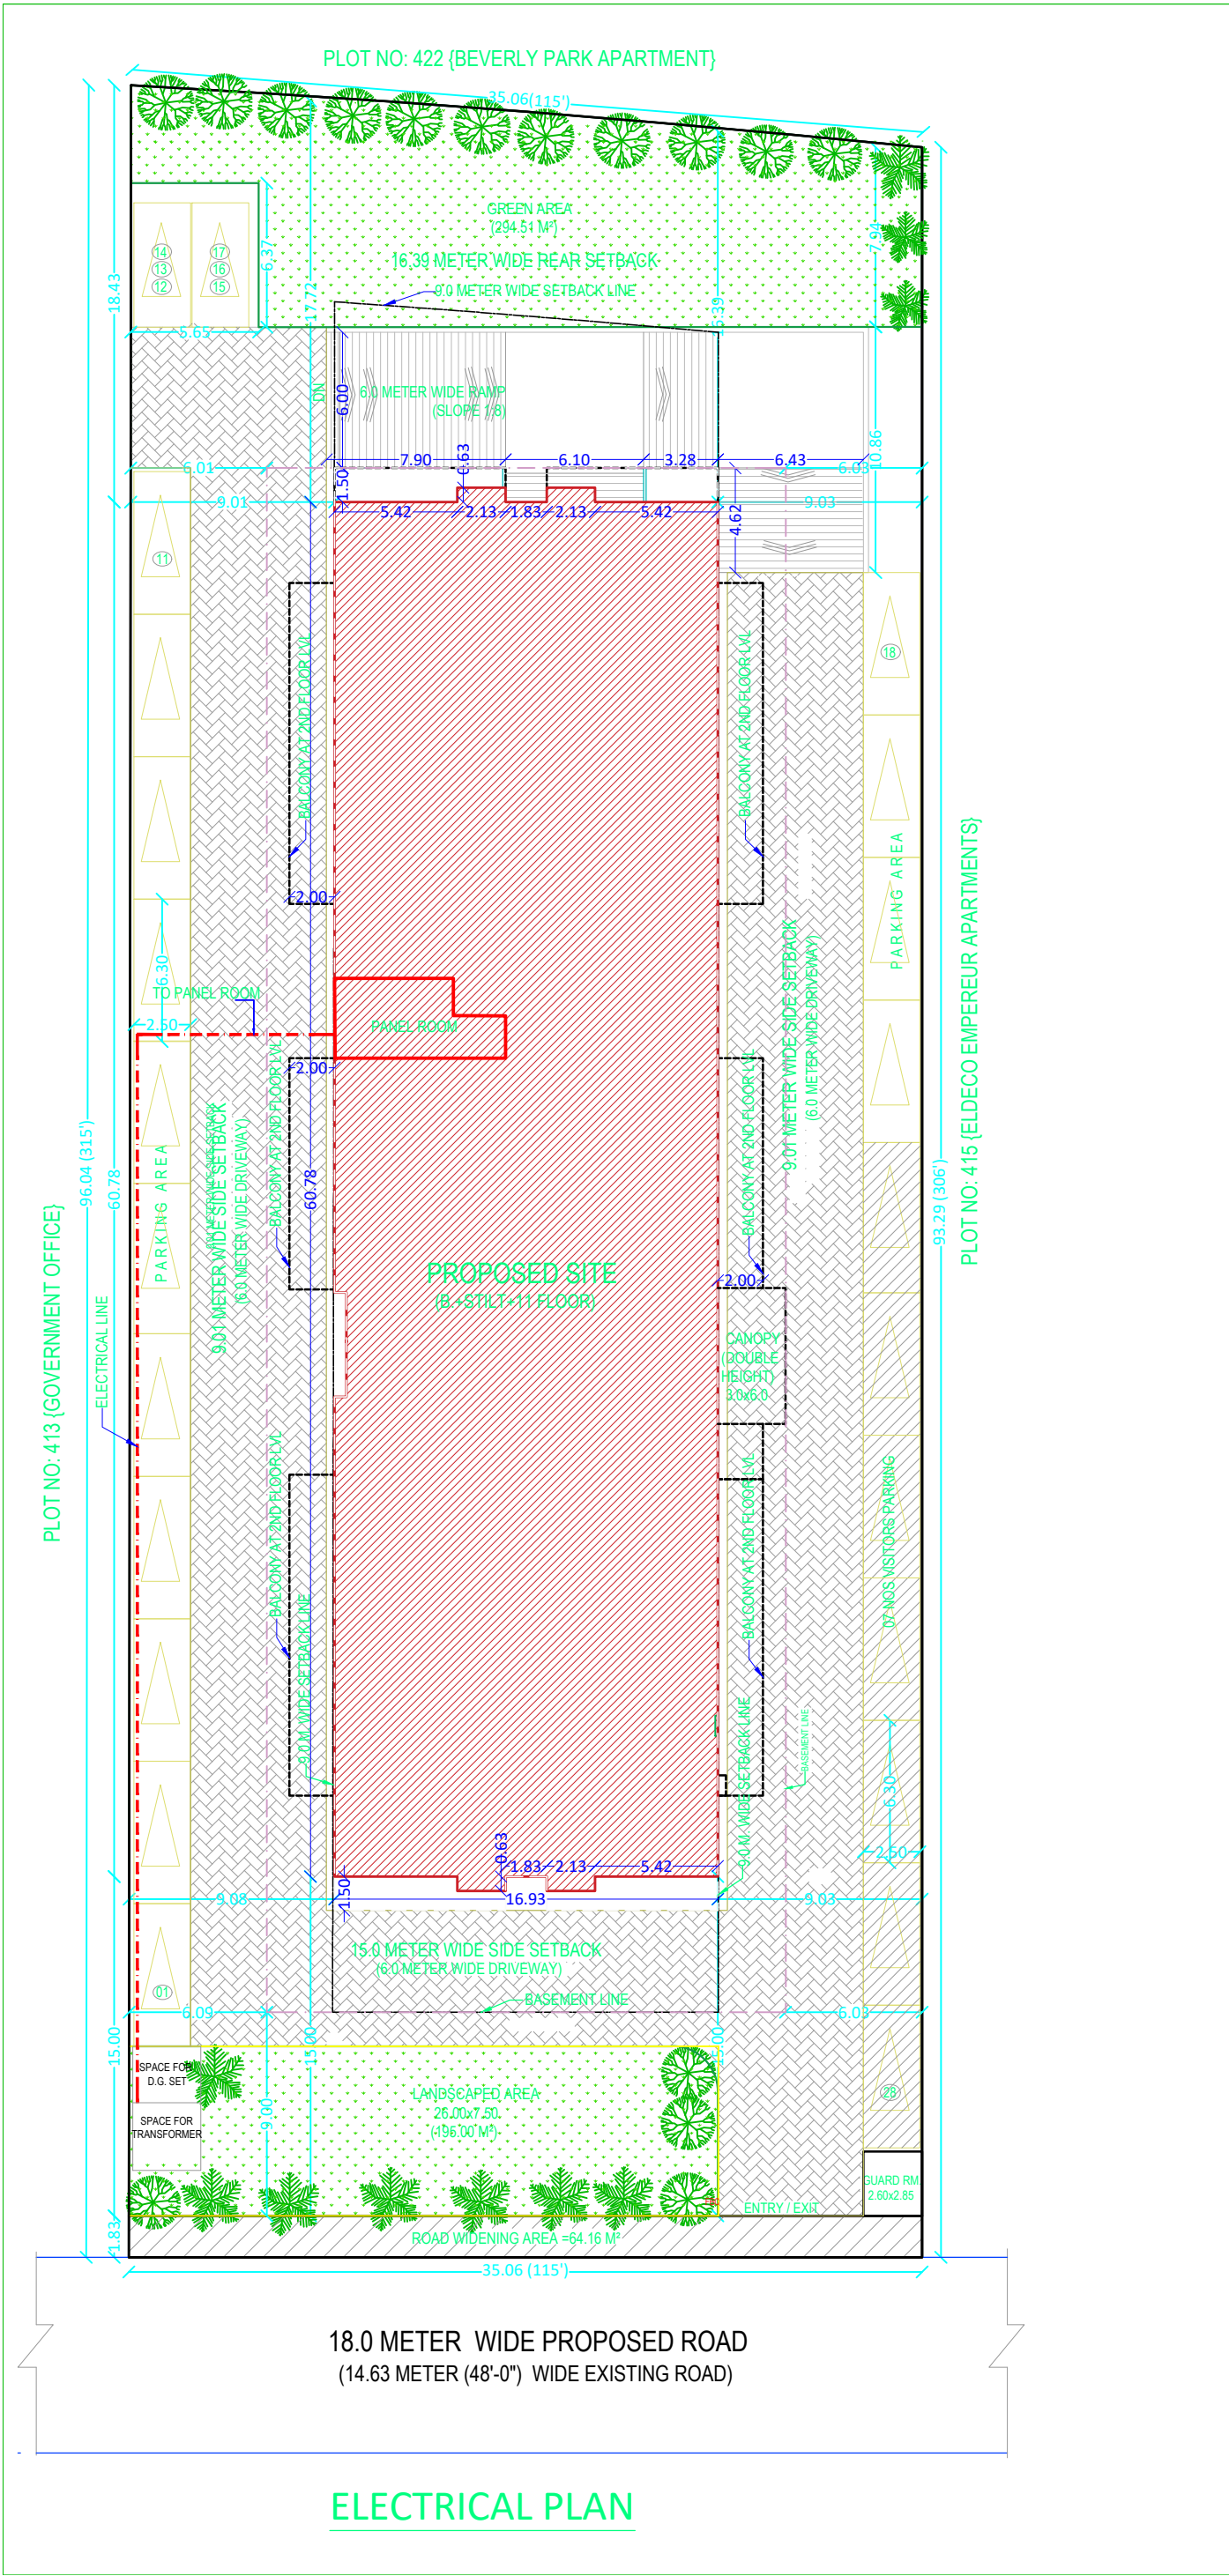 PLOT NO: 422 {BEVERLY PARK APARTMENT}
35.06(115')
GREEN AREA
(294.51 M²)
16.39 METER WIDE REAR SETBACK
9.0 METER WIDE SETBACK LINE
14
13
12
17
16
15
6.37
7.94
18.43
17.72
5.65
DN
6.0 METER WIDE RAMP
(SLOPE 1:8)
6.00
10.86
6.01
7.90
0.63
6.10
3.28
6.43
6.03
1.50
9.01
5.42
2.13
1.83
2.13
5.42
4.62
9.03
11
18
BALCONY AT 2ND FLOOR LVL
BALCONY AT 2ND FLOOR LVL
PARKING AREA
2.00
9.01 METER WIDE SIDE SETBACK
(6.0 METER WIDE DRIVEWAY)
PLOT NO: 415 {ELDECO EMPEREUR APARTMENTS}
6.30
TO PANEL ROOM
2.50
PANEL ROOM
2.00
BALCONY AT 2ND FLOOR LVL
BALCONY AT 2ND FLOOR LVL
96.04 (315')
60.78
PARKING AREA
9.01 METER WIDE SIDE SETBACK
(6.0 METER WIDE DRIVEWAY)
60.78
93.29 (306')
PLOT NO: 413 {GOVERNMENT OFFICE}
ELECTRICAL LINE
PROPOSED SITE
(B.+STILT+11 FLOOR)
2.00
CANOPY
(DOUBLE
HEIGHT)
3.0x6.0
BALCONY AT 2ND FLOOR LVL
BALCONY AT 2ND FLOOR LVL
07 NOS VISITORS PARKING
9.0 M. WIDE SETBACK LINE
9.0 M. WIDE SETBACK LINE
BASEMENT LINE
6.30
2.50
0.63
1.83
2.13
5.42
9.08
1.50
16.93
9.03
15.0 METER WIDE SIDE SETBACK
(6.0 METER WIDE DRIVEWAY)
01
BASEMENT LINE
6.09
6.03
15.00
15.00
SPACE FOR
D.G. SET
SPACE FOR
TRANSFORMER
9.00
LANDSCAPED AREA
26.00x7.50
(195.00 M²)
28
GUARD RM.
2.60x2.85
ENTRY / EXIT
1.83
ROAD WIDENING AREA =64.16 M²
35.06 (115')
18.0 METER WIDE PROPOSED ROAD
(14.63 METER (48'-0") WIDE EXISTING ROAD)
ELECTRICAL PLAN